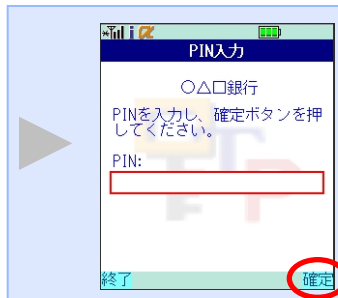 i α
PIN入力
○△□銀行
PINを入力し、確定ボタンを押
してください。
PIN:
終了
確定